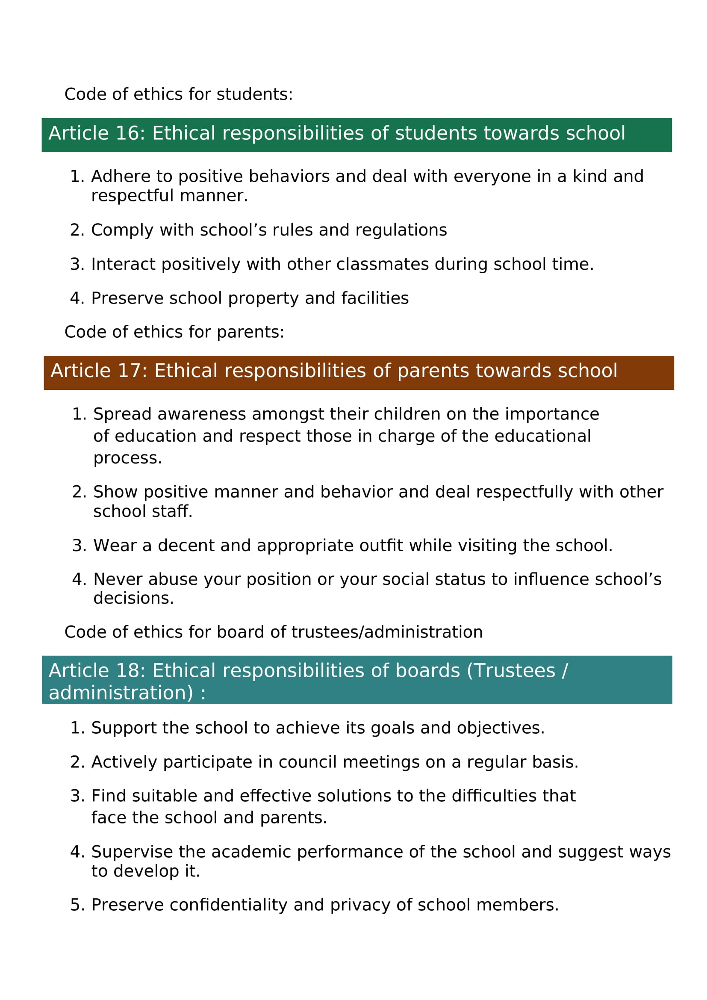 Code of ethics for students:
Article 16: Ethical responsibilities of students towards school
1. Adhere to positive behaviors and deal with everyone in a kind and
respectful manner.
2. Comply with school’s rules and regulations
3. Interact positively with other classmates during school time.
4. Preserve school property and facilities
Code of ethics for parents:
Article 17: Ethical responsibilities of parents towards school
1. Spread awareness amongst their children on the importance
of education and respect those in charge of the educational
process.
2. Show positive manner and behavior and deal respectfully with other
school staff.
3. Wear a decent and appropriate outfit while visiting the school.
4. Never abuse your position or your social status to influence school’s
decisions.
Code of ethics for board of trustees/administration
Article 18: Ethical responsibilities of boards (Trustees /
administration) :
1. Support the school to achieve its goals and objectives.
2. Actively participate in council meetings on a regular basis.
3. Find suitable and effective solutions to the difficulties that
face the school and parents.
4. Supervise the academic performance of the school and suggest ways
to develop it.
5. Preserve confidentiality and privacy of school members.